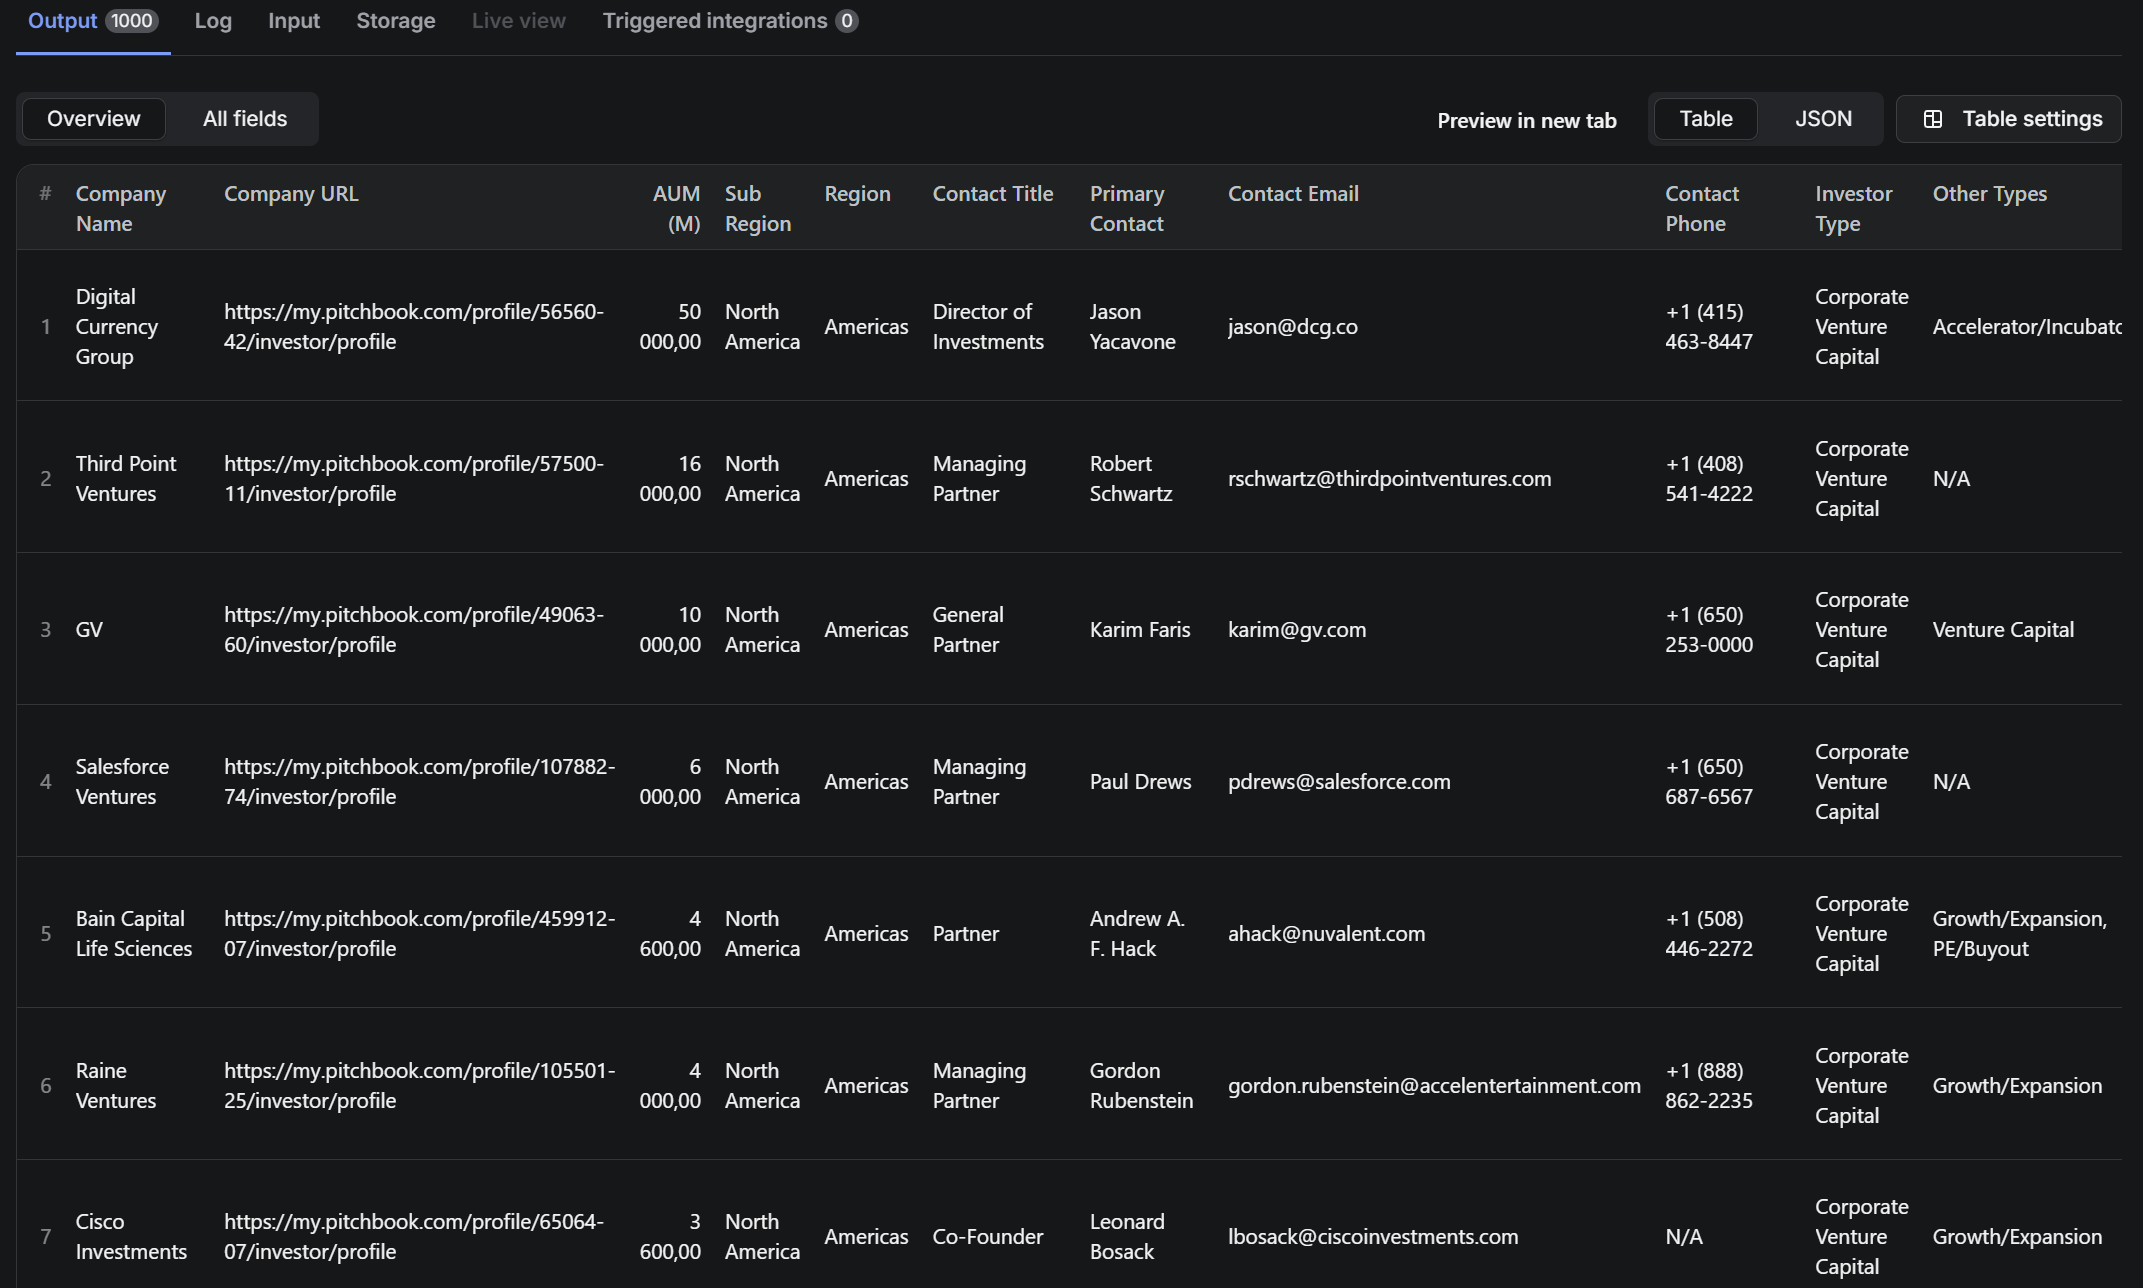 Output 1000 Log Input Storage Live view Triggered integrations 0
Overview All fields Preview in new tab Table JSON Table settings
# Company Name Company URL AUM (M) Sub Region Region Contact Title Primary Contact Contact Email Contact Phone Investor Type Other Types
1 Digital Currency Group https://my.pitchbook.com/profile/56560-42/investor/profile 50 000,00 North America Americas Director of Investments Jason Yacavone jason@dcg.co +1 (415) 463-8447 Corporate Venture Capital Accelerator/Incubato
2 Third Point Ventures https://my.pitchbook.com/profile/57500-11/investor/profile 16 000,00 North America Americas Managing Partner Robert Schwartz rschwartz@thirdpointventures.com +1 (408) 541-4222 Corporate Venture Capital N/A
3 GV https://my.pitchbook.com/profile/49063-60/investor/profile 10 000,00 North America Americas General Partner Karim Faris karim@gv.com +1 (650) 253-0000 Corporate Venture Capital Venture Capital
4 Salesforce Ventures https://my.pitchbook.com/profile/107882-74/investor/profile 6 000,00 North America Americas Managing Partner Paul Drews pdrews@salesforce.com +1 (650) 687-6567 Corporate Venture Capital N/A
5 Bain Capital Life Sciences https://my.pitchbook.com/profile/459912-07/investor/profile 4 600,00 North America Americas Partner Andrew A. F. Hack ahack@nuvalent.com +1 (508) 446-2272 Corporate Venture Capital Growth/Expansion, PE/Buyout
6 Raine Ventures https://my.pitchbook.com/profile/105501-25/investor/profile 4 000,00 North America Americas Managing Partner Gordon Rubenstein gordon.rubenstein@accelentertainment.com +1 (888) 862-2235 Corporate Venture Capital Growth/Expansion
7 Cisco Investments https://my.pitchbook.com/profile/65064-07/investor/profile 3 600,00 North America Americas Co-Founder Leonard Bosack lbosack@ciscoinvestments.com N/A Corporate Venture Capital Growth/Expansion